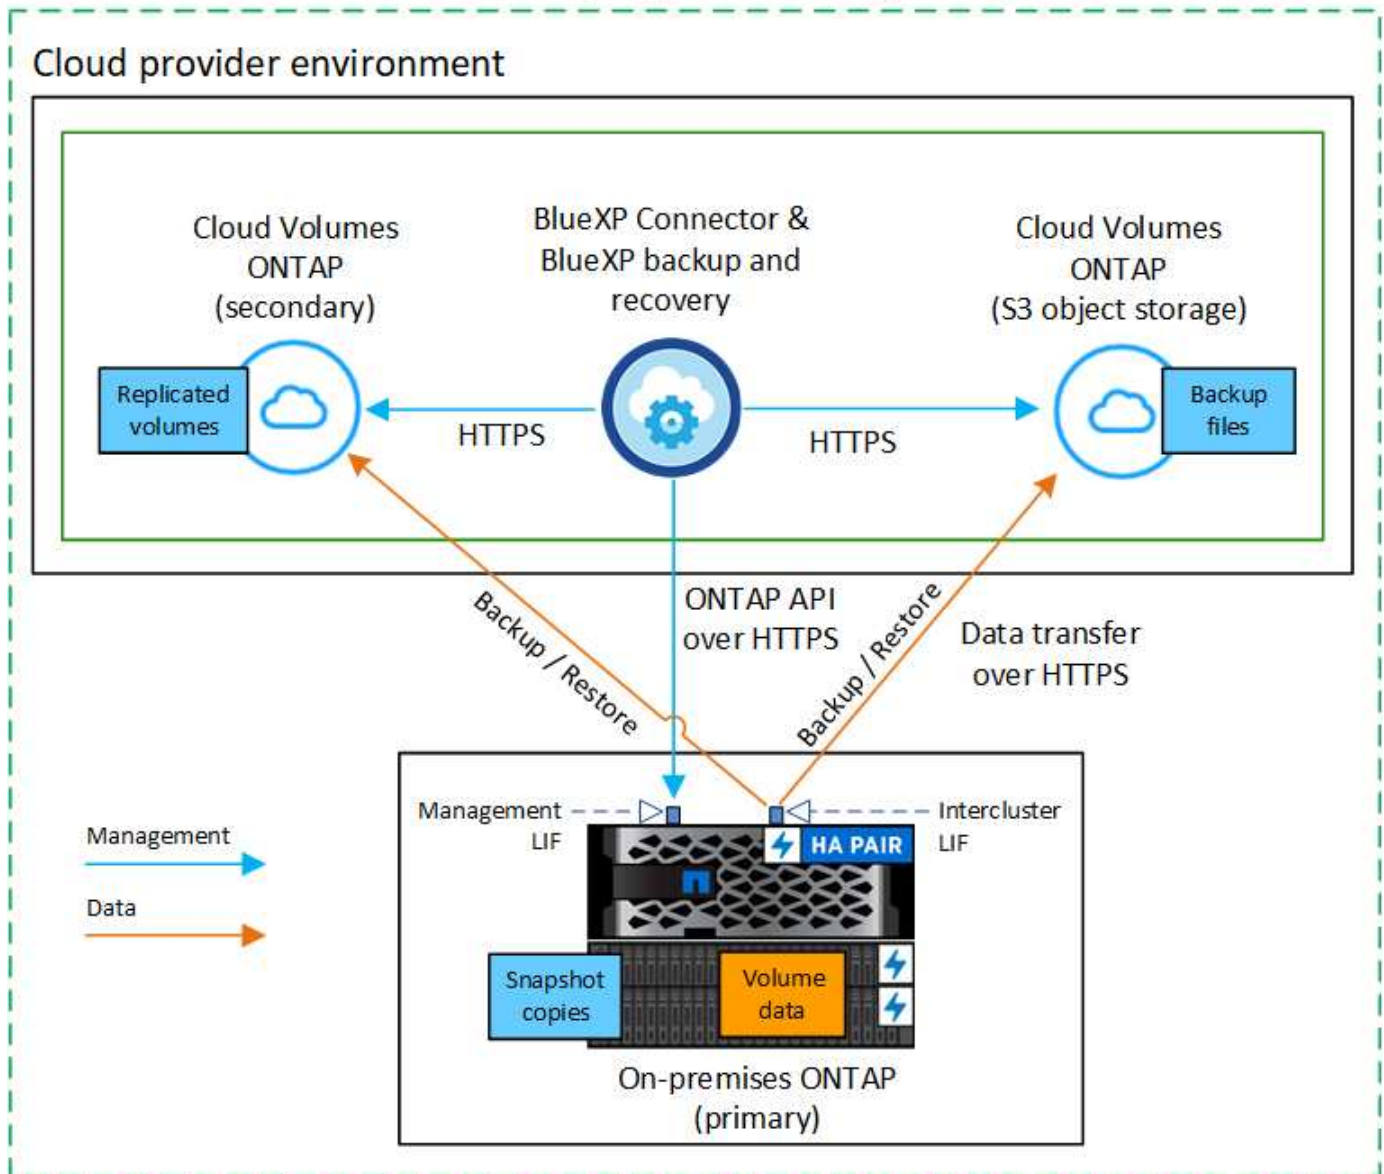 Cloud provider environment
Cloud Volumes
ONTAP
(secondary)
BlueXP Connector &
BlueXP backup and
recovery
Cloud Volumes
ONTAP
(S3 object storage)
Replicated
volumes
HTTPS
HTTPS
Backup
files
Backup / Restore
ONTAP API
over HTTPS
Backup / Restore
Data transfer
over HTTPS
Management
LIF
Intercluster
LIF
HA PAIR
Management
Data
Snapshot
copies
Volume
data
On-premises ONTAP
(primary)